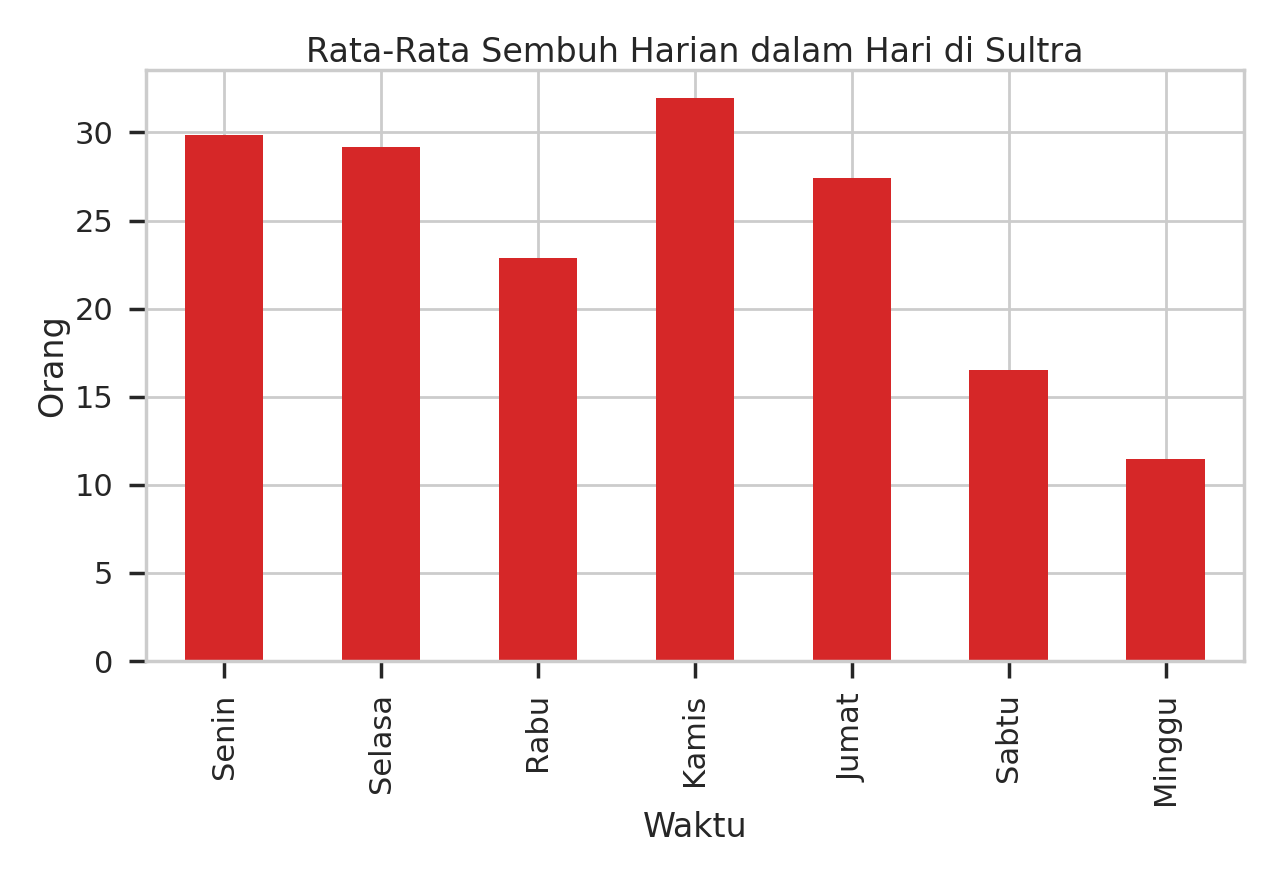 Rata-Rata Sembuh Harian dalam Hari di Sultra
30
25
20
15
10
5
0
Orang
Senin
Selasa
Rabu
Kamis
Jumat
Sabtu
Minggu
Waktu